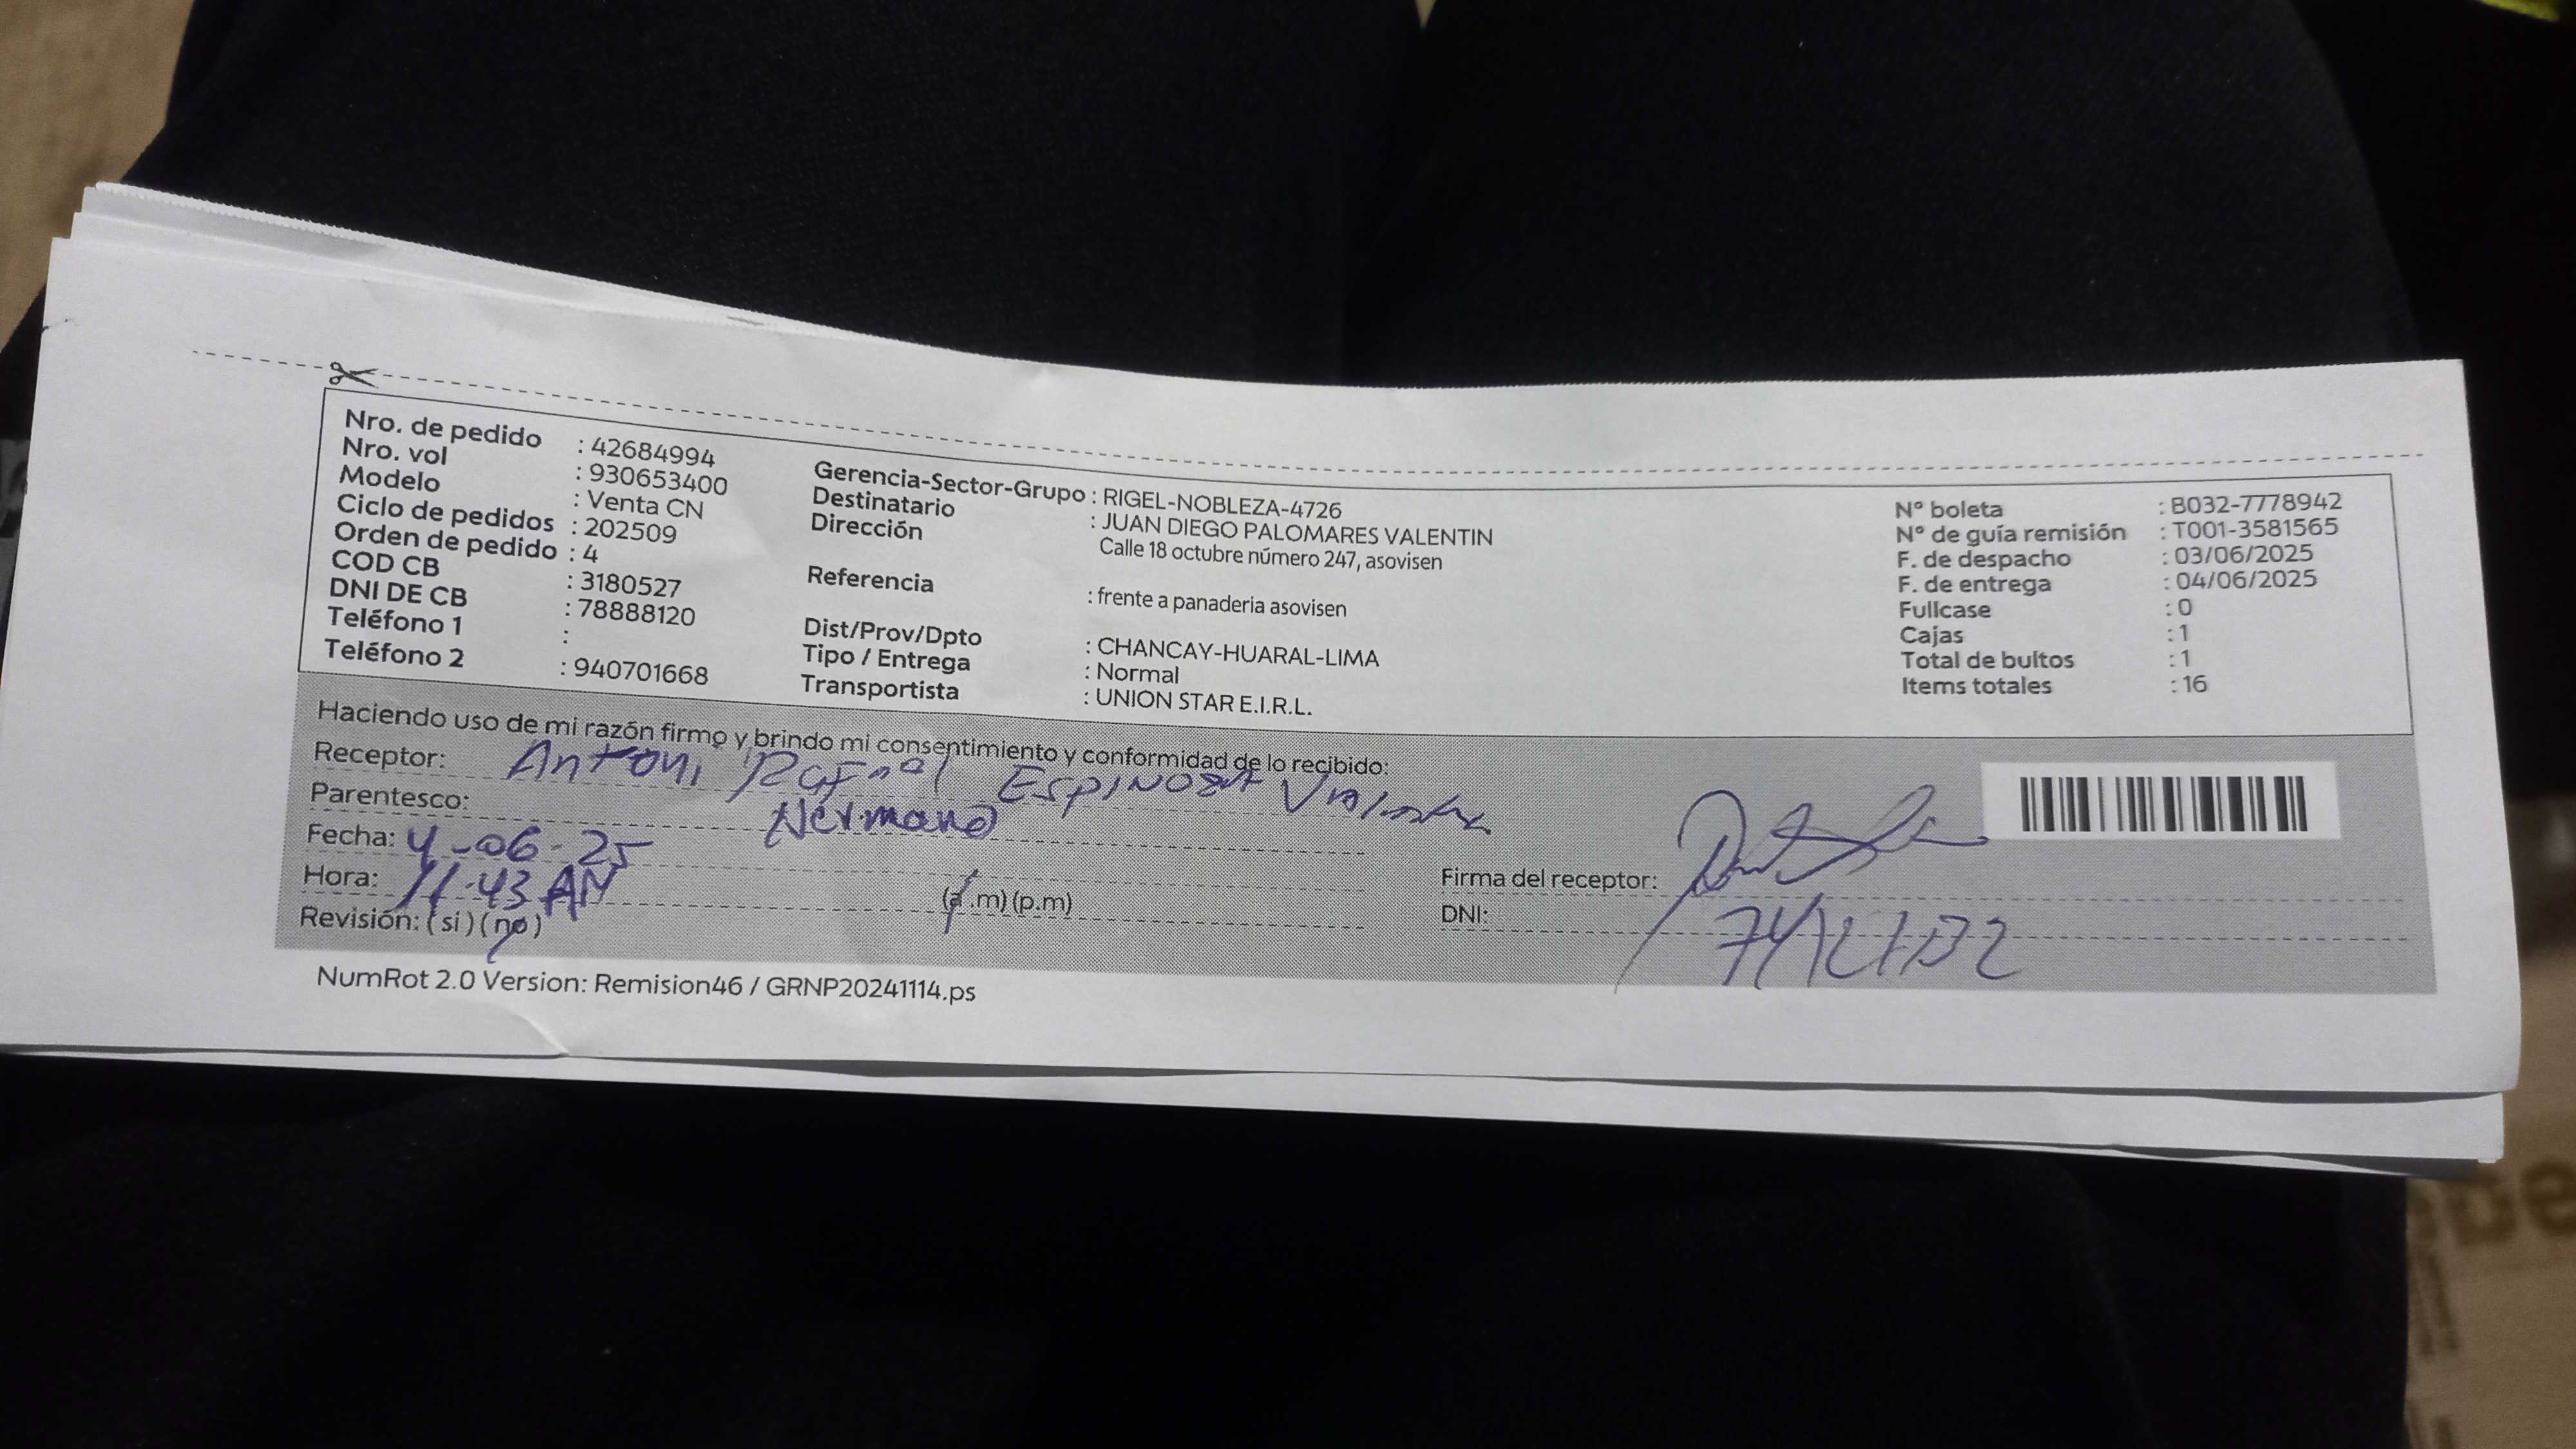 Nro. de pedido : 42684994
Nro. vol : 930653400
Modelo : Venta CN
Ciclo de pedidos : 202509
Orden de pedido : 4
COD CB : 3180527
DNI DE CB : 78888120
Teléfono 1 :
Teléfono 2 : 940701668
Gerencia-Sector-Grupo : RIGEL-NOBLEZA-4726
Destinatario : JUAN DIEGO PALOMARES VALENTIN
Dirección Calle 18 octubre número 247, asovisen
Referencia : frente a panaderia asovisen
Dist/Prov/Dpto : CHANCAY-HUARAL-LIMA
Tipo / Entrega : Normal
Transportista : UNION STAR E.I.R.L.
N° boleta : B032-7778942
N° de guía remisión : T001-3581565
F. de despacho : 03/06/2025
F. de entrega : 04/06/2025
Fullcase : 0
Cajas : 1
Total de bultos : 1
Items totales : 16
Haciendo uso de mi razón firmo y brindo mi consentimiento y conformidad de lo recibido:
Receptor: Antoni Rafael ESPINOZA
Parentesco: Hermano
Fecha: 4-06-25
Hora: 11:43 AM (a.m) (p.m)
Revisión: (si) (no)
Firma del receptor:
DNI:
NumRot 2.0 Version: Remision46 / GRNP20241114.ps